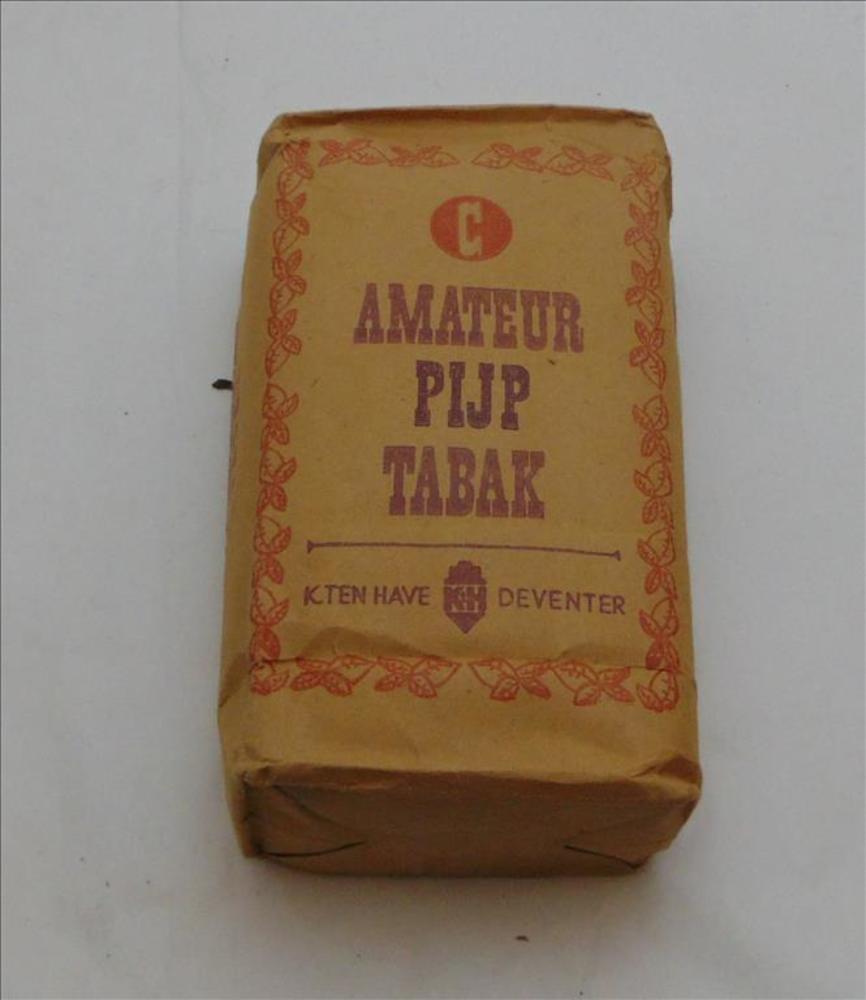 C
AMATEUR
PIJP
TABAK
K.TEN HAVE KtH DEVENTER